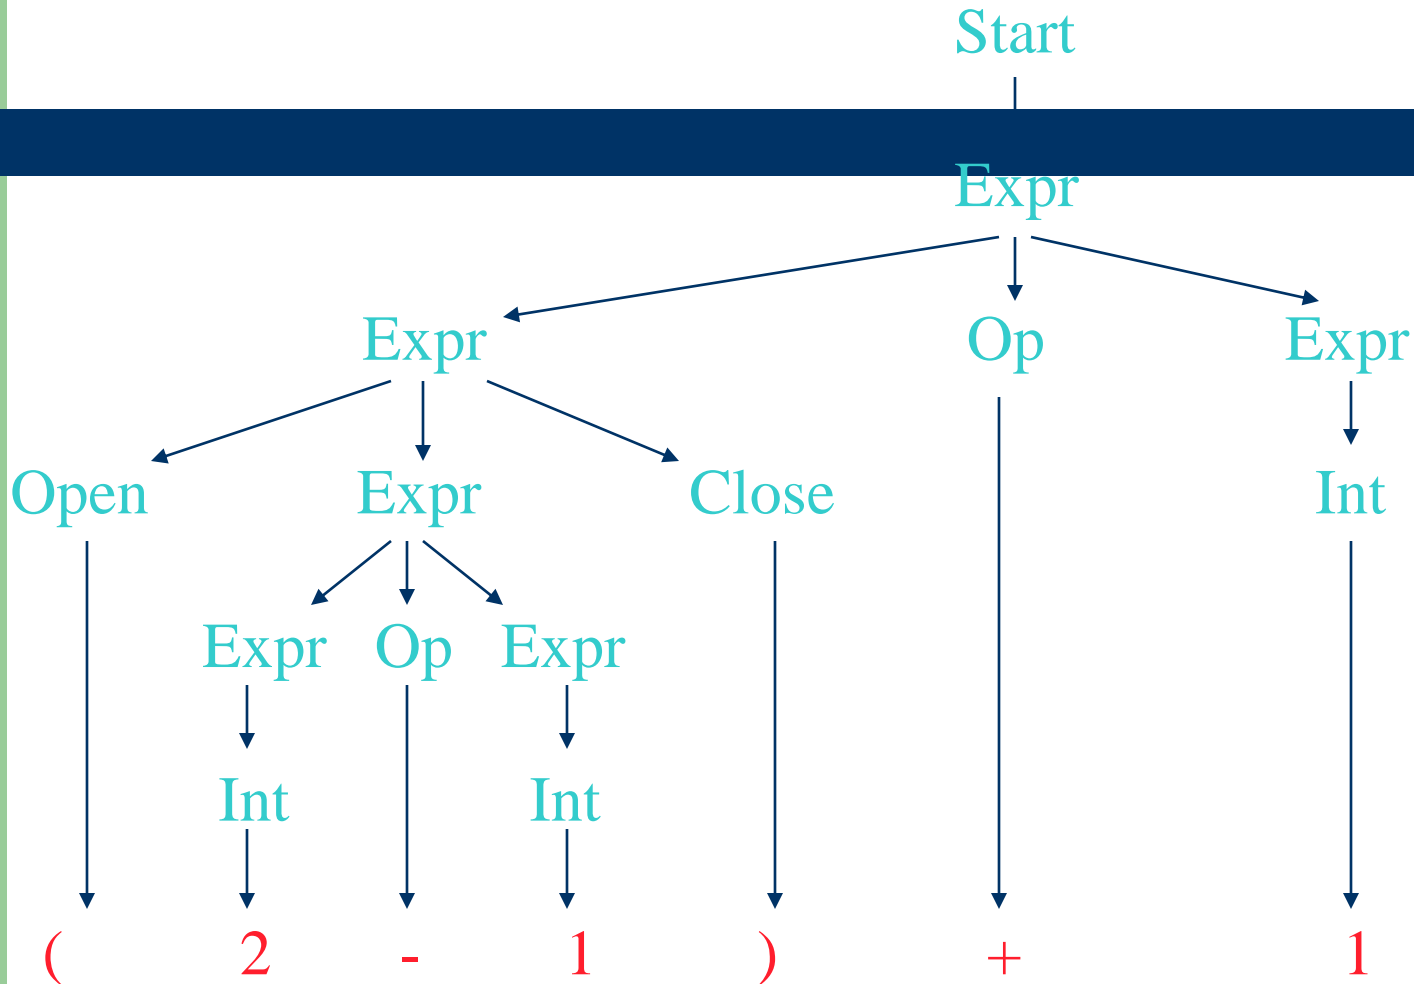 Start
Expr
Expr Op Expr
Open Expr Close Int
Expr Op Expr
Int Int
( 2 - 1 ) + 1